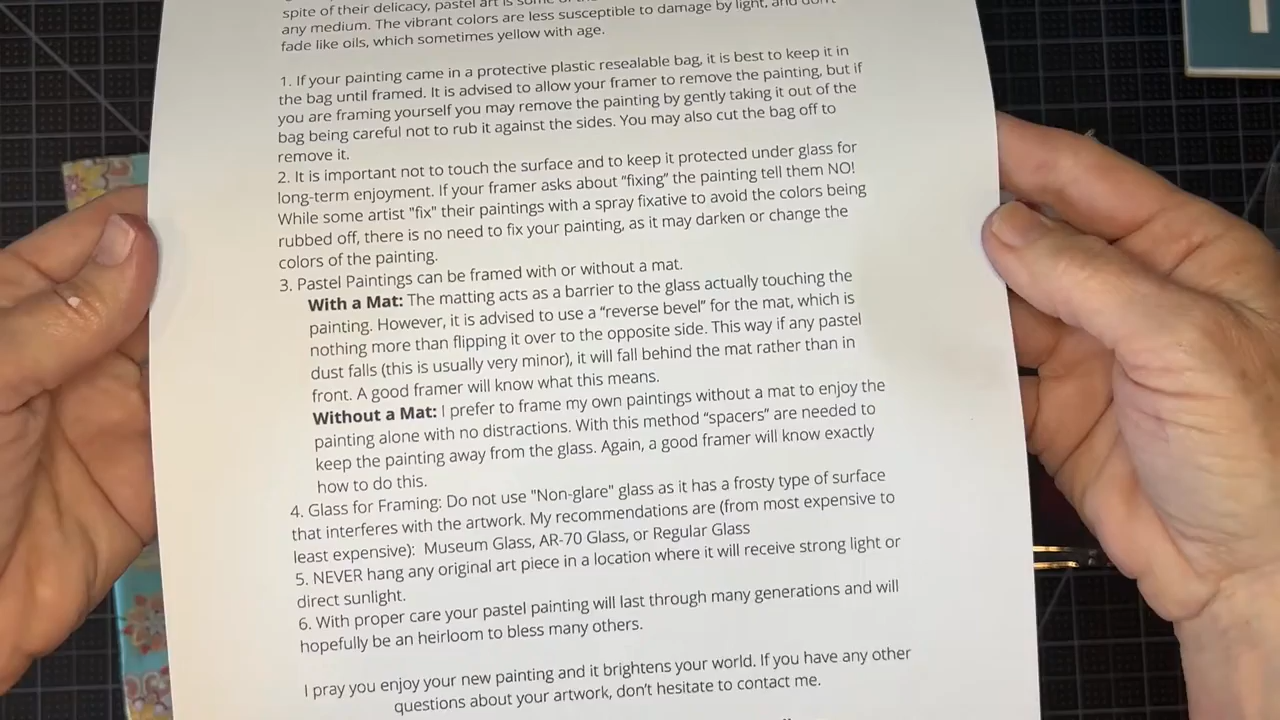 spite of their delicacy, pastel art is some of the
any medium. The vibrant colors are less susceptible to damage by light, and don't
fade like oils, which sometimes yellow with age.
1. If your painting came in a protective plastic resealable bag, it is best to keep it in
the bag until framed. It is advised to allow your framer to remove the painting, but if
you are framing yourself you may remove the painting by gently taking it out of the
bag being careful not to rub it against the sides. You may also cut the bag off to
remove it.
2. It is important not to touch the surface and to keep it protected under glass for
long-term enjoyment. If your framer asks about “fixing” the painting tell them NO!
While some artist "fix" their paintings with a spray fixative to avoid the colors being
rubbed off, there is no need to fix your painting, as it may darken or change the
colors of the painting.
3. Pastel Paintings can be framed with or without a mat.
With a Mat: The matting acts as a barrier to the glass actually touching the
painting. However, it is advised to use a “reverse bevel” for the mat, which is
nothing more than flipping it over to the opposite side. This way if any pastel
dust falls (this is usually very minor), it will fall behind the mat rather than in
front. A good framer will know what this means.
Without a Mat: I prefer to frame my own paintings without a mat to enjoy the
painting alone with no distractions. With this method “spacers” are needed to
keep the painting away from the glass. Again, a good framer will know exactly
how to do this.
4. Glass for Framing: Do not use "Non-glare" glass as it has a frosty type of surface
that interferes with the artwork. My recommendations are (from most expensive to
least expensive): Museum Glass, AR-70 Glass, or Regular Glass
5. NEVER hang any original art piece in a location where it will receive strong light or
direct sunlight.
6. With proper care your pastel painting will last through many generations and will
hopefully be an heirloom to bless many others.
I pray you enjoy your new painting and it brightens your world. If you have any other
questions about your artwork, don't hesitate to contact me.